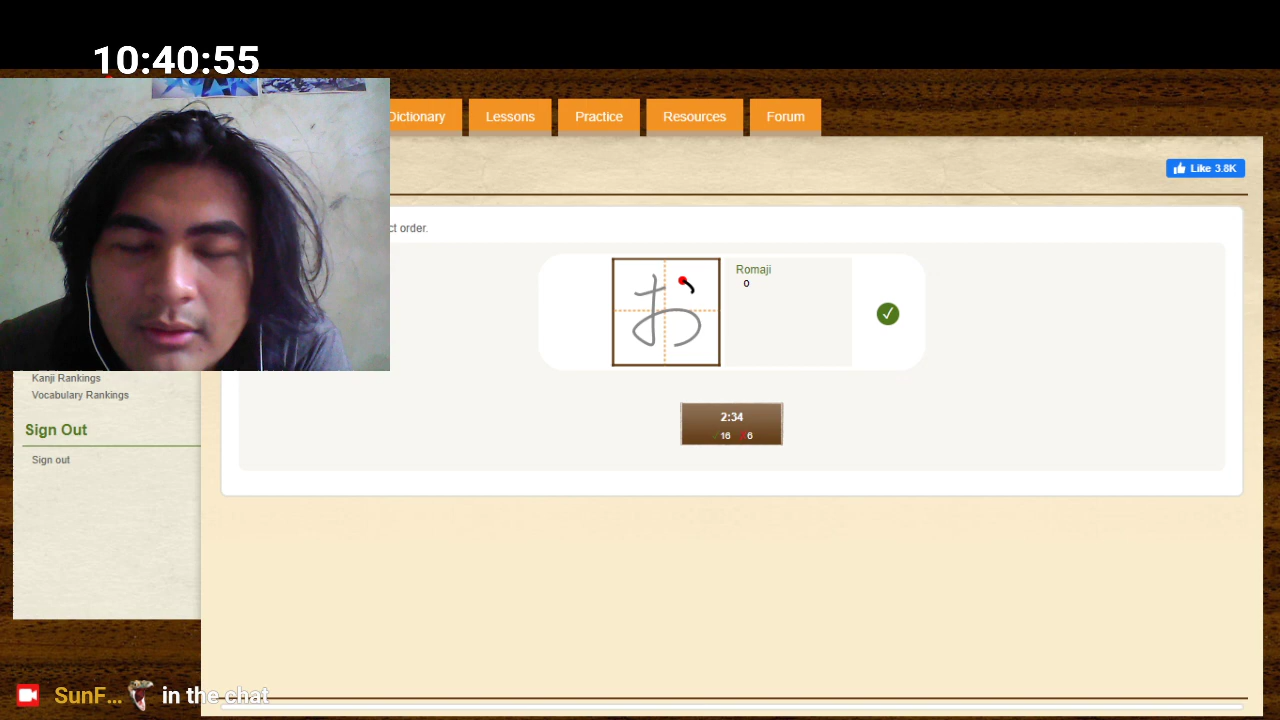 10:40:55
Dictionary
Lessons
Practice
Resources
Forum
Like 3.8K
ct order.
お
Romaji
o
2:34
16 6
Kanji Rankings
Vocabulary Rankings
Sign Out
Sign out
SunF... in the chat